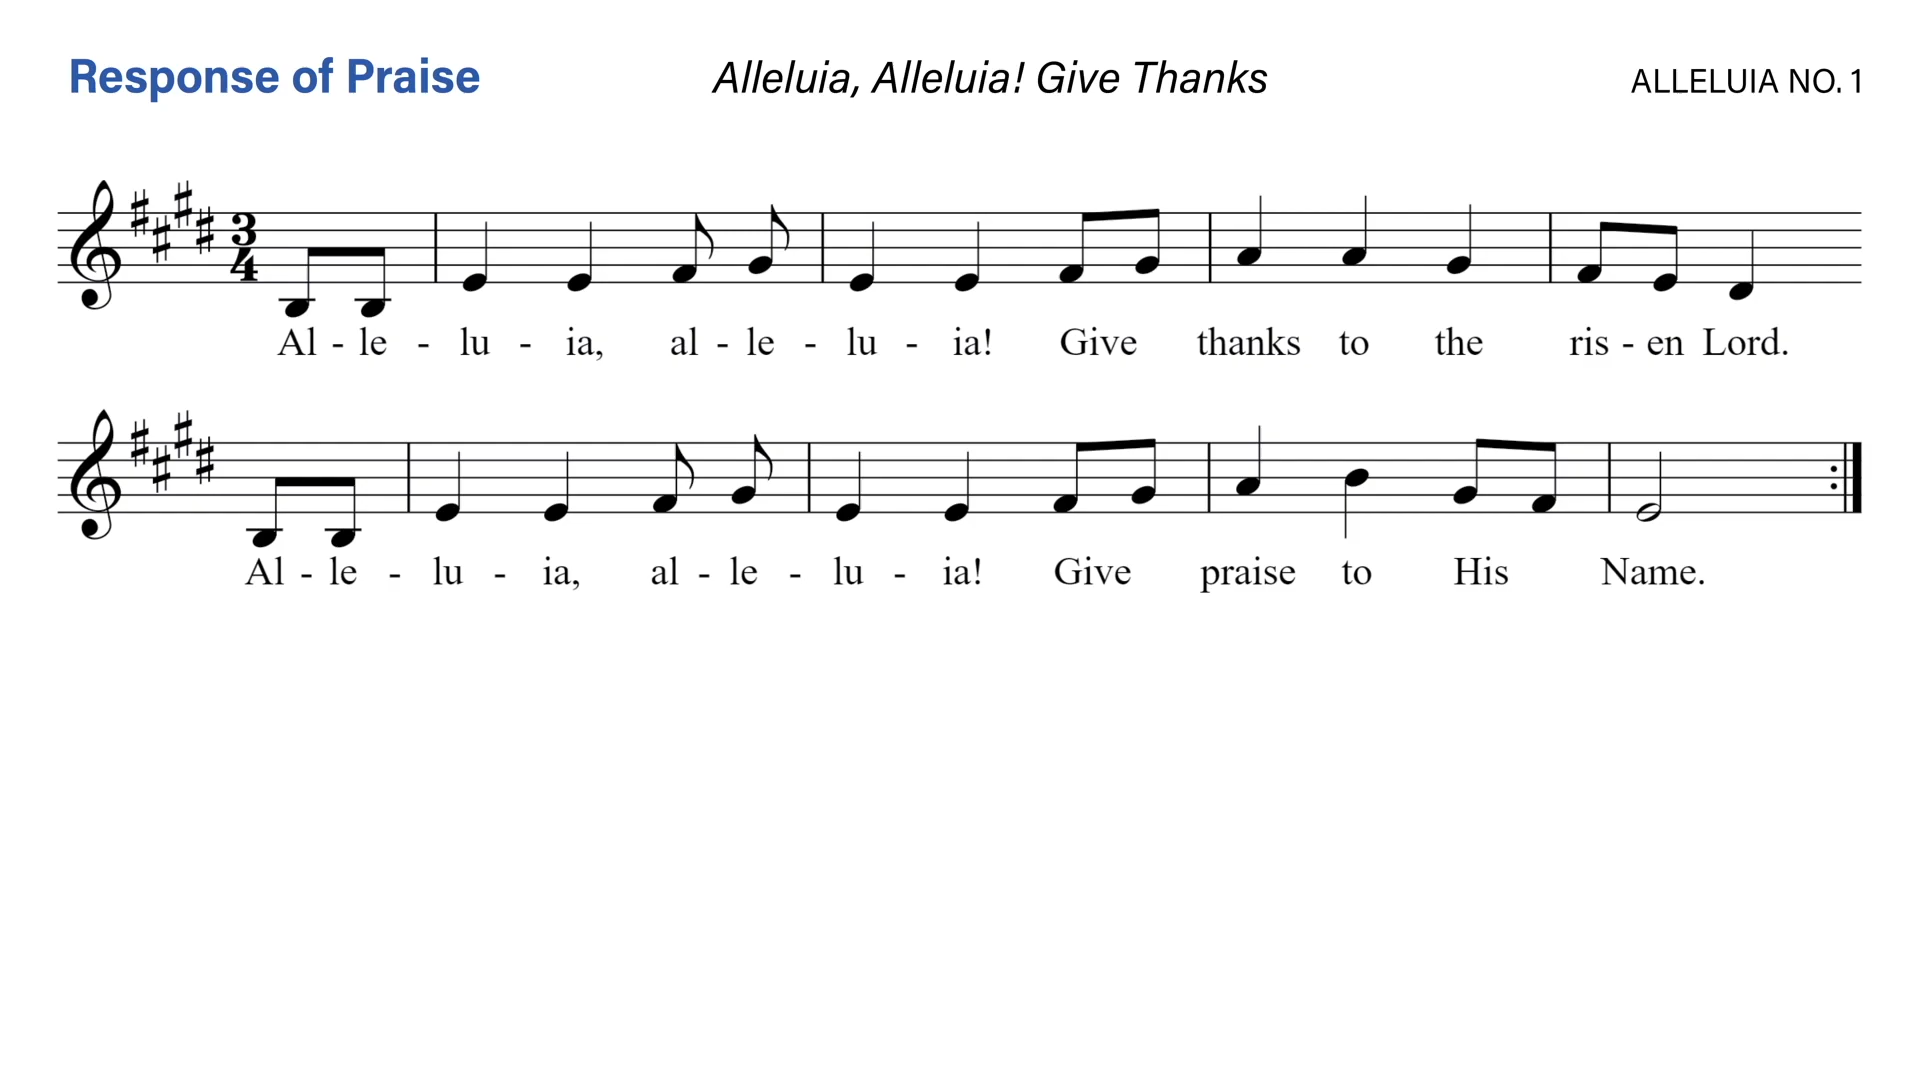 Response of Praise Alleluia, Alleluia! Give Thanks ALLELUIA NO. 1
3
4
Al - le - lu - ia, al - le - lu - ia! Give thanks to the ris - en Lord.
Al - le - lu - ia, al - le - lu - ia! Give praise to His Name.